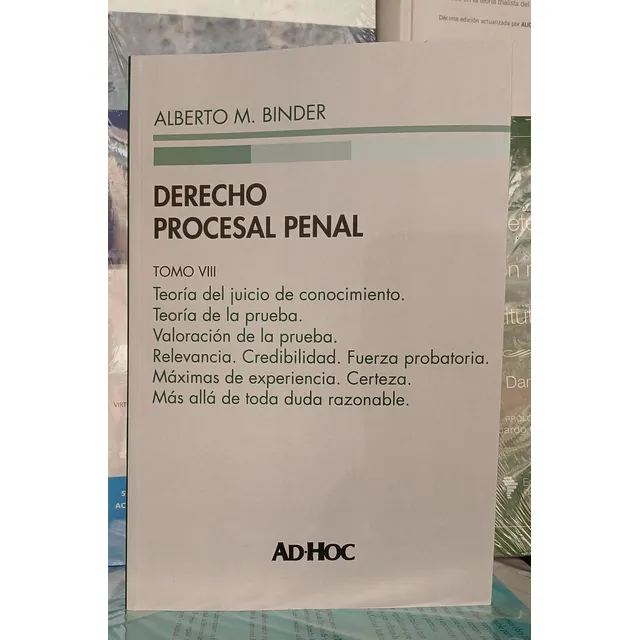 Décima edición actualizada por
ALBERTO M. BINDER
DERECHO
PROCESAL PENAL
TOMO VIII
Teoría del juicio de conocimiento.
Teoría de la prueba.
Valoración de la prueba.
Relevancia. Credibilidad. Fuerza probatoria.
Máximas de experiencia. Certeza.
Más allá de toda duda razonable.
AD·HOC